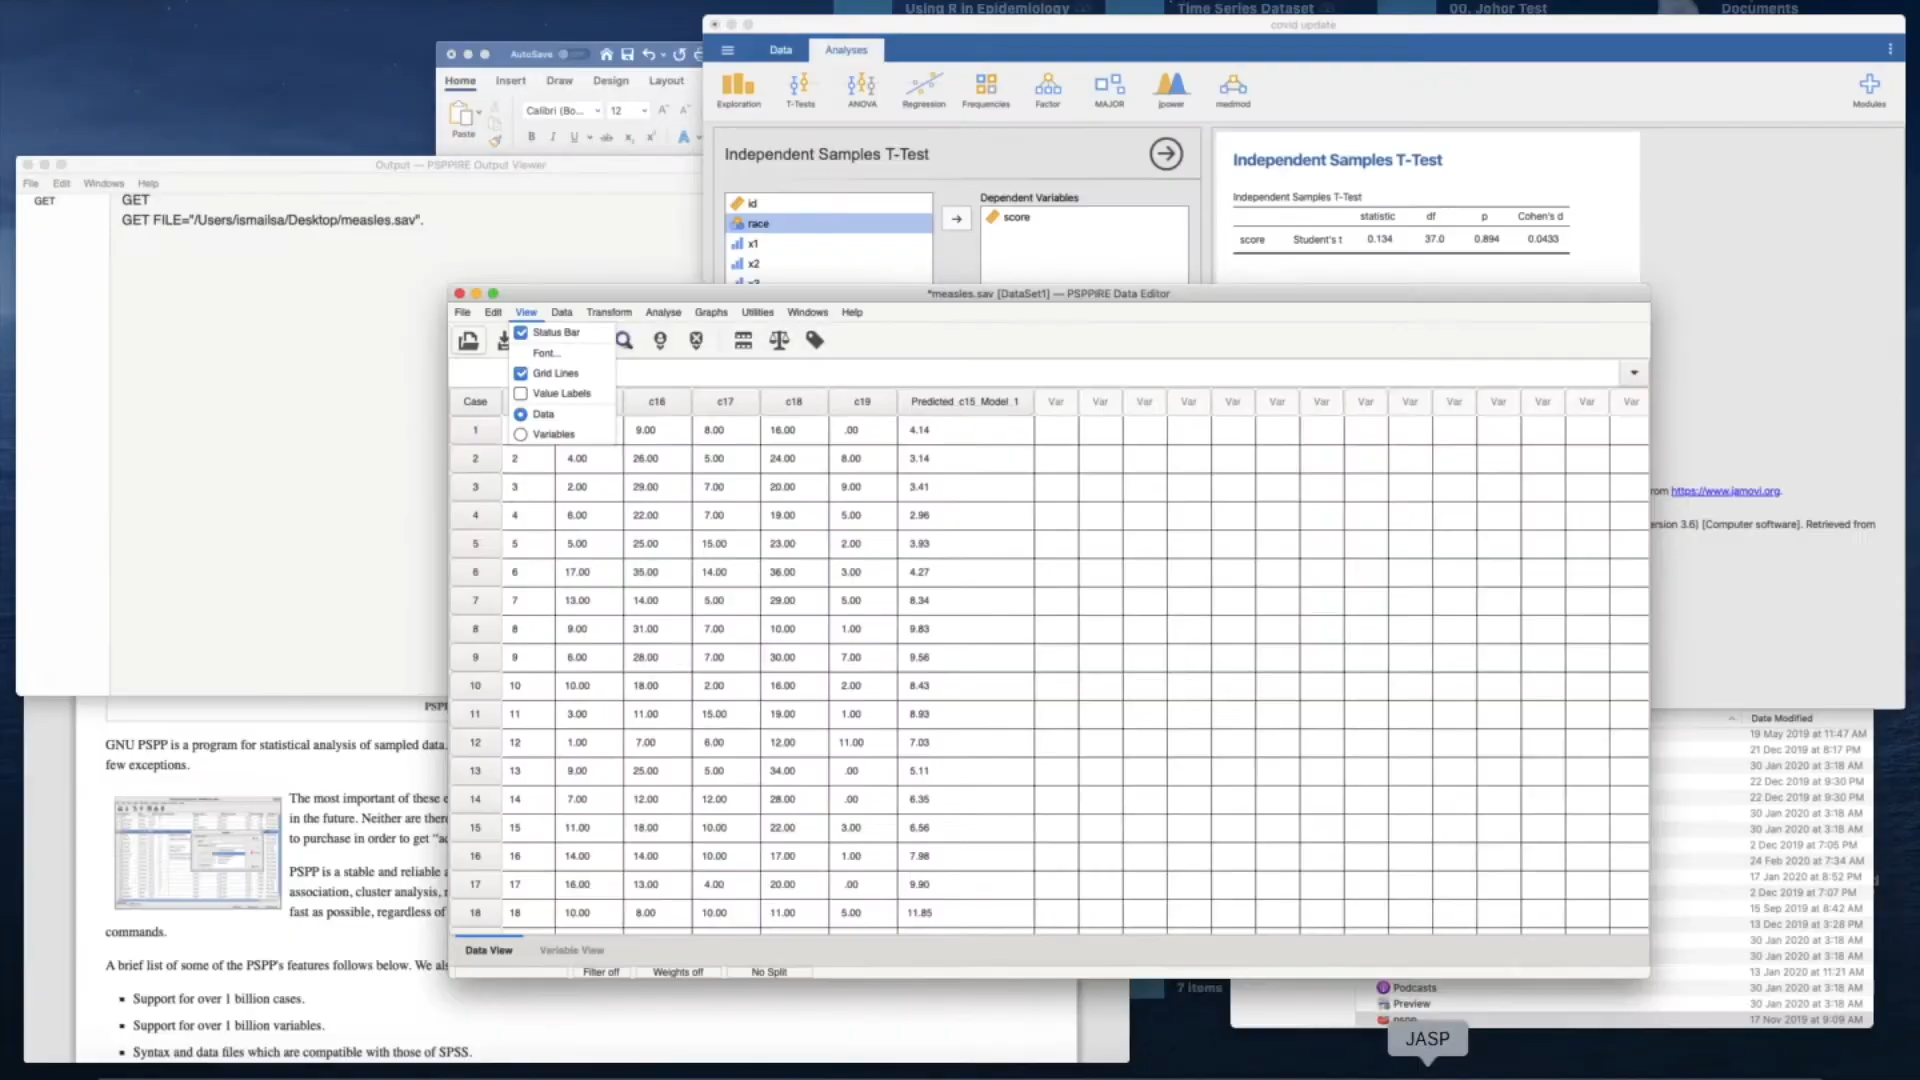 Using R in Epidemiology
Time Series Dataset
00. Johor Test
Documents
covid update
AutoSave
Data
Analyses
Home
Insert
Draw
Design
Layout
Paste
Calibri (Bo...
12
B I U ab
Exploration
T-Tests
ANOVA
Regression
Frequencies
Factor
MAJOR
jpower
medmod
Modules
Output — PSPPIRE Output Viewer
File Edit Windows Help
GET
GET
GET FILE="/Users/ismailsa/Desktop/measles.sav".
Independent Samples T-Test
id
race
x1
x2
Dependent Variables
score
Independent Samples T-Test
Independent Samples T-Test
statistic df p Cohen's d
score Student's t 0.134 37.0 0.894 0.0433
rom https://www.jamovi.org.
ersion 3.6) [Computer software]. Retrieved from
*measles.sav [DataSet1] — PSPPIRE Data Editor
File Edit View Data Transform Analyse Graphs Utilities Windows Help
Status Bar
Font...
Grid Lines
Value Labels
Data
Variables
Case c16 c17 c18 c19 Predicted_c15_Model_1 Var Var Var Var Var Var Var Var Var Var Var Var Var Var
1 9.00 8.00 16.00 .00 4.14
2 2 4.00 26.00 5.00 24.00 8.00 3.14
3 3 2.00 29.00 7.00 20.00 9.00 3.41
4 4 6.00 22.00 7.00 19.00 5.00 2.96
5 5 5.00 25.00 15.00 23.00 2.00 3.93
6 6 17.00 35.00 14.00 36.00 3.00 4.27
7 7 13.00 14.00 5.00 29.00 5.00 8.34
8 8 9.00 31.00 7.00 10.00 1.00 9.83
9 9 6.00 28.00 7.00 30.00 7.00 9.56
10 10 10.00 18.00 2.00 16.00 2.00 8.43
11 11 3.00 11.00 15.00 19.00 1.00 8.93
12 12 1.00 7.00 6.00 12.00 11.00 7.03
13 13 9.00 25.00 5.00 34.00 .00 5.11
14 14 7.00 12.00 12.00 28.00 .00 6.35
15 15 11.00 18.00 10.00 22.00 3.00 6.56
16 16 14.00 14.00 10.00 17.00 1.00 7.98
17 17 16.00 13.00 4.00 20.00 .00 9.90
18 18 10.00 8.00 10.00 11.00 5.00 11.85
Data View
Variable View
Filter off
Weights off
No Split
PSPP
GNU PSPP is a program for statistical analysis of sampled data.
few exceptions.
The most important of these e
in the future. Neither are ther
to purchase in order to get "ad
PSPP is a stable and reliable a
association, cluster analysis, r
fast as possible, regardless of
commands.
A brief list of some of the PSPP's features follows below. We als
▪ Support for over 1 billion cases.
▪ Support for over 1 billion variables.
▪ Syntax and data files which are compatible with those of SPSS.
Date Modified
19 May 2019 at 11:47 AM
21 Dec 2019 at 8:17 PM
30 Jan 2020 at 3:18 AM
22 Dec 2019 at 9:30 PM
22 Dec 2019 at 9:30 PM
30 Jan 2020 at 3:18 AM
30 Jan 2020 at 3:18 AM
2 Dec 2019 at 7:05 PM
24 Feb 2020 at 7:34 AM
17 Jan 2020 at 8:52 PM
2 Dec 2019 at 7:07 PM
15 Sep 2019 at 8:42 AM
13 Dec 2019 at 3:28 PM
30 Jan 2020 at 3:18 AM
30 Jan 2020 at 3:18 AM
13 Jan 2020 at 11:21 AM
7 items
Podcasts 30 Jan 2020 at 3:18 AM
Preview 30 Jan 2020 at 3:18 AM
pspp 17 Nov 2019 at 9:09 AM
JASP